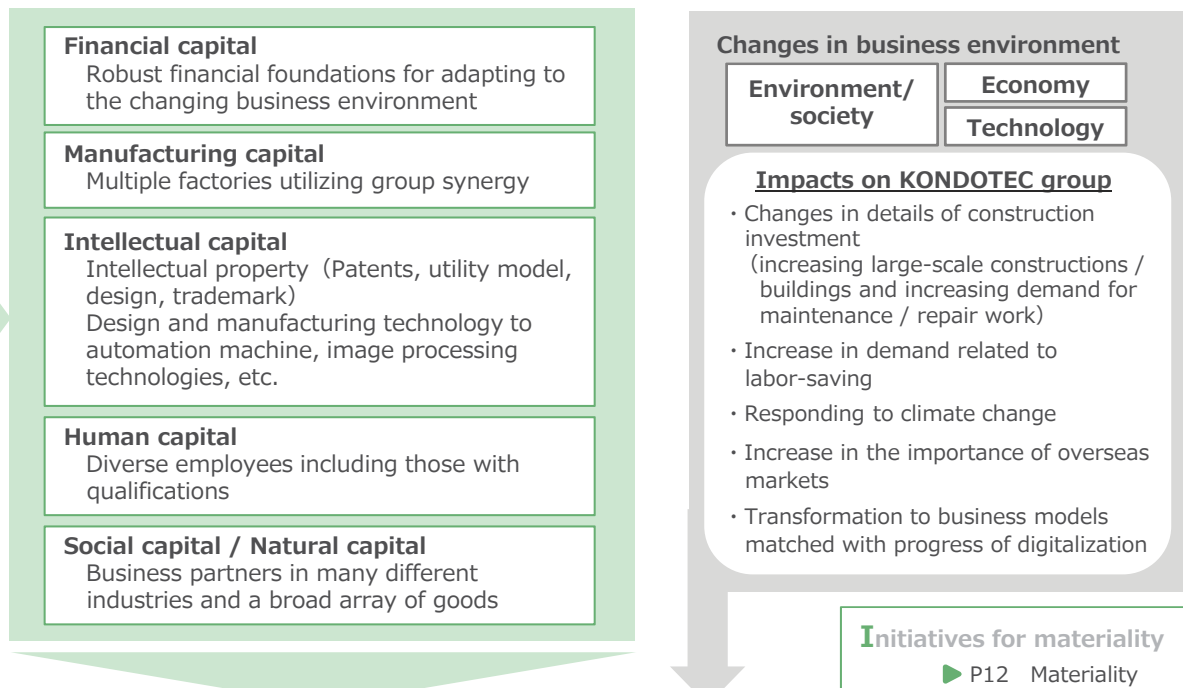 Financial capital
Robust financial foundations for adapting to
the changing business environment
Manufacturing capital
Multiple factories utilizing group synergy
Intellectual capital
Intellectual property（Patents, utility model,
design, trademark）
Design and manufacturing technology to
automation machine, image processing
technologies, etc.
Human capital
Diverse employees including those with
qualifications
Social capital / Natural capital
Business partners in many different
industries and a broad array of goods
Changes in business environment
Environment/
society
Economy
Technology
Impacts on KONDOTEC group
・Changes in details of construction
investment
（increasing large-scale constructions /
buildings and increasing demand for
maintenance / repair work）
・Increase in demand related to
labor-saving
・Responding to climate change
・Increase in the importance of overseas
markets
・Transformation to business models
matched with progress of digitalization
Initiatives for materiality
▶ P12 Materiality